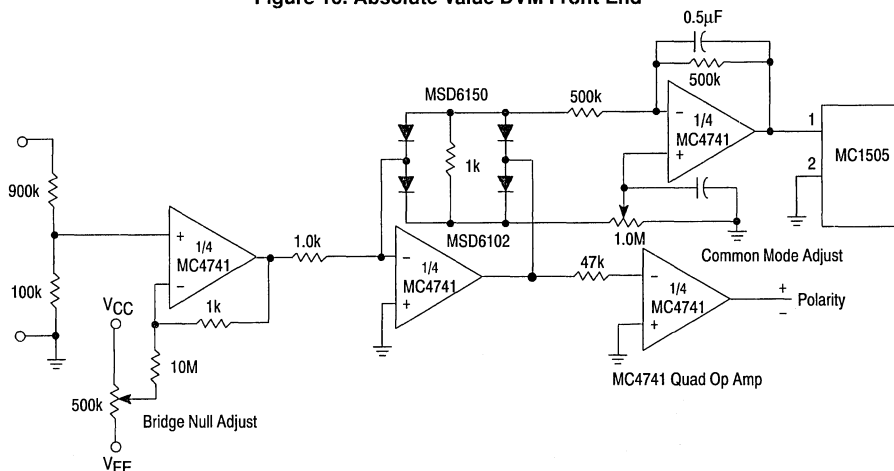 Figure 16. Absolute Value DVM Front End
0.5µF
500k
MSD6150
500k
1k
1/4
MC4741
−
+
1
2
MC1505
900k
100k
1/4
MC4741
+
−
1.0k
1k
MSD6102
1.0M
Common Mode Adjust
1/4
MC4741
−
+
47k
1/4
MC4741
−
+
+
−
Polarity
VCC
10M
500k
Bridge Null Adjust
VEE
MC4741 Quad Op Amp